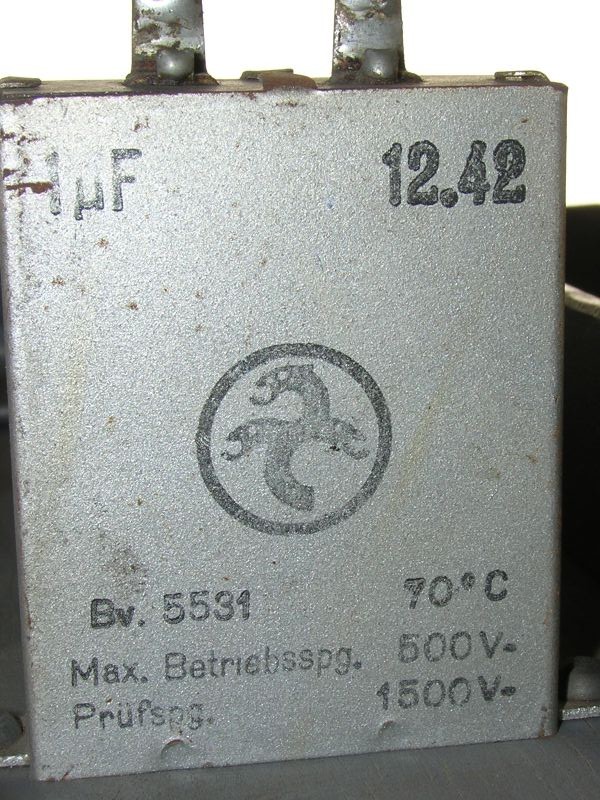 1µF 12.42
Bv. 5531 70°C
Max. Betriebsspg. 500V-
Prüfspg. 1500V-